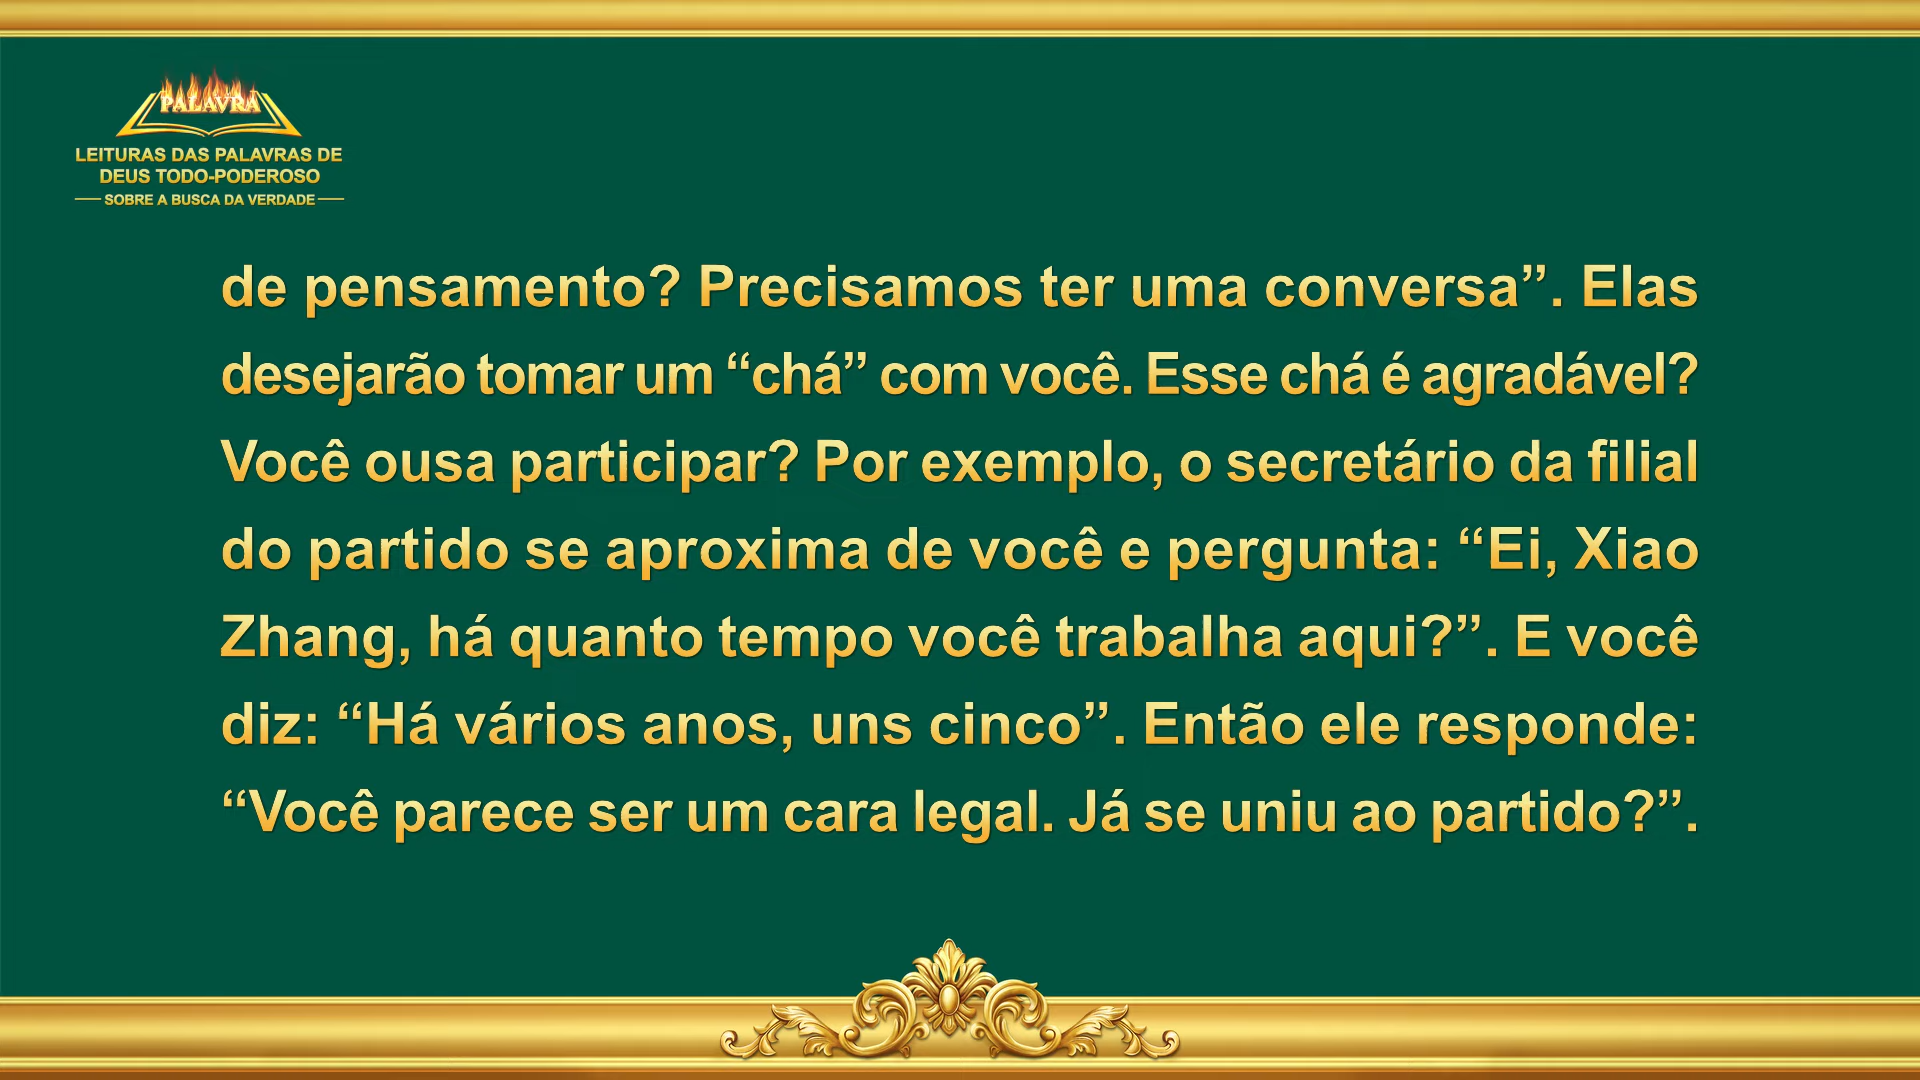 PALAVRA
LEITURAS DAS PALAVRAS DE
DEUS TODO-PODEROSO
SOBRE A BUSCA DA VERDADE
de pensamento? Precisamos ter uma conversa”. Elas
desejarão tomar um “chá” com você. Esse chá é agradável?
Você ousa participar? Por exemplo, o secretário da filial
do partido se aproxima de você e pergunta: “Ei, Xiao
Zhang, há quanto tempo você trabalha aqui?”. E você
diz: “Há vários anos, uns cinco”. Então ele responde:
“Você parece ser um cara legal. Já se uniu ao partido?”.